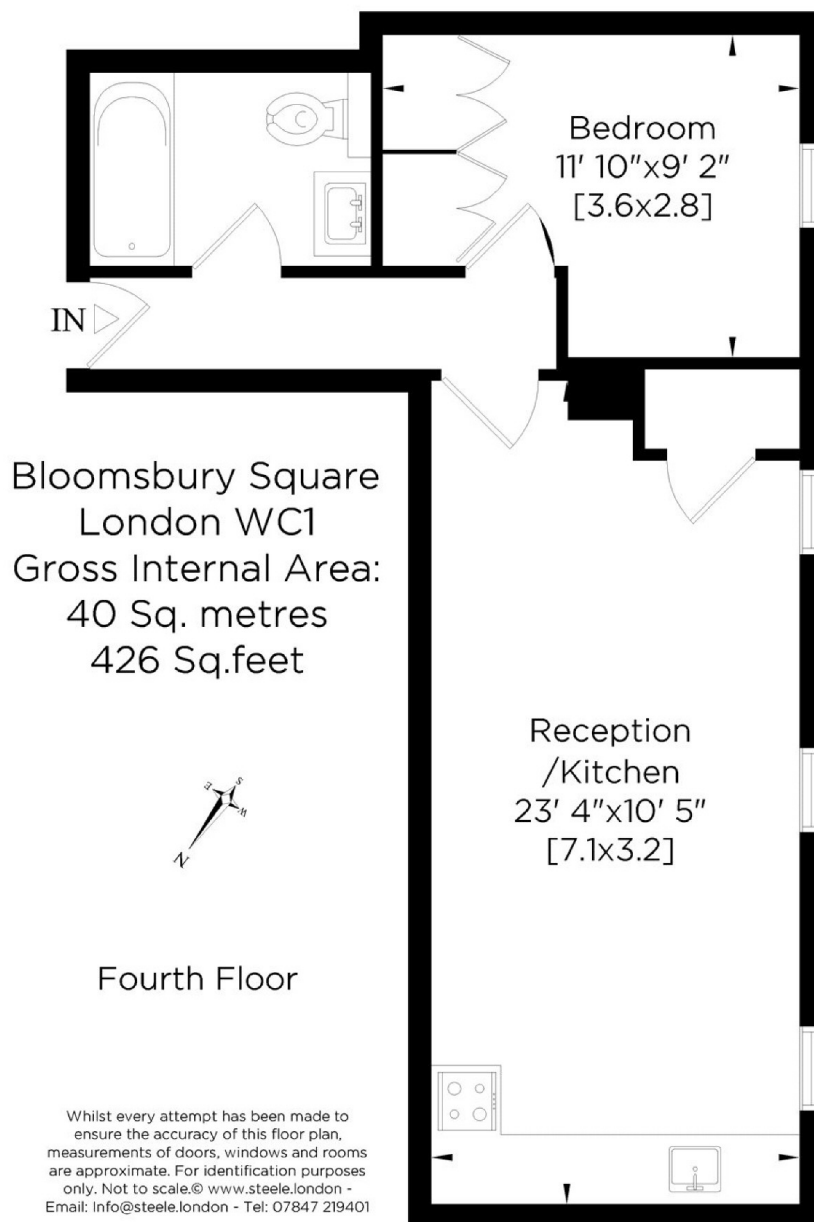 Bedroom
11' 10"x9' 2"
[3.6x2.8]
IN
Bloomsbury Square
London WC1
Gross Internal Area:
40 Sq. metres
426 Sq.feet
Reception
/Kitchen
23' 4"x10' 5"
[7.1x3.2]
S
E
W
N
Fourth Floor
Whilst every attempt has been made to
ensure the accuracy of this floor plan,
measurements of doors, windows and rooms
are approximate. For identification purposes
only. Not to scale.© www.steele.london -
Email: Info@steele.london - Tel: 07847 219401